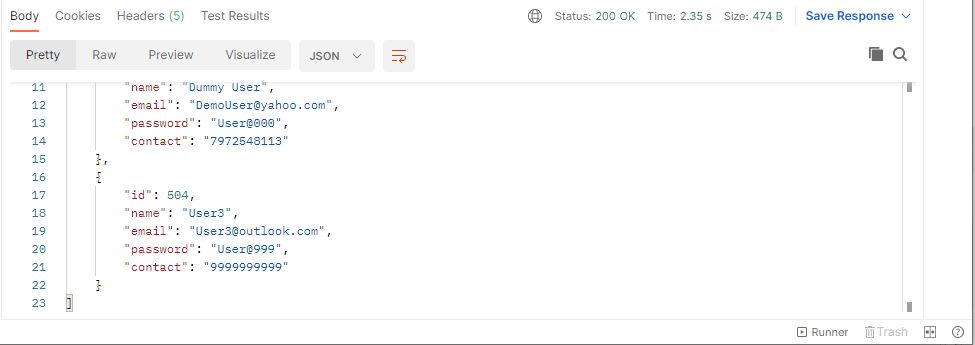 Body Cookies Headers (5) Test Results Status: 200 OK Time: 2.35 s Size: 474 B Save Response
Pretty Raw Preview Visualize JSON
11 "name": "Dummy User",
12 "email": "DemoUser@yahoo.com",
13 "password": "User@000",
14 "contact": "7972548113"
15 },
16 {
17 "id": 504,
18 "name": "User3",
19 "email": "User3@outlook.com",
20 "password": "User@999",
21 "contact": "9999999999"
22 }
23 ]
Runner Trash